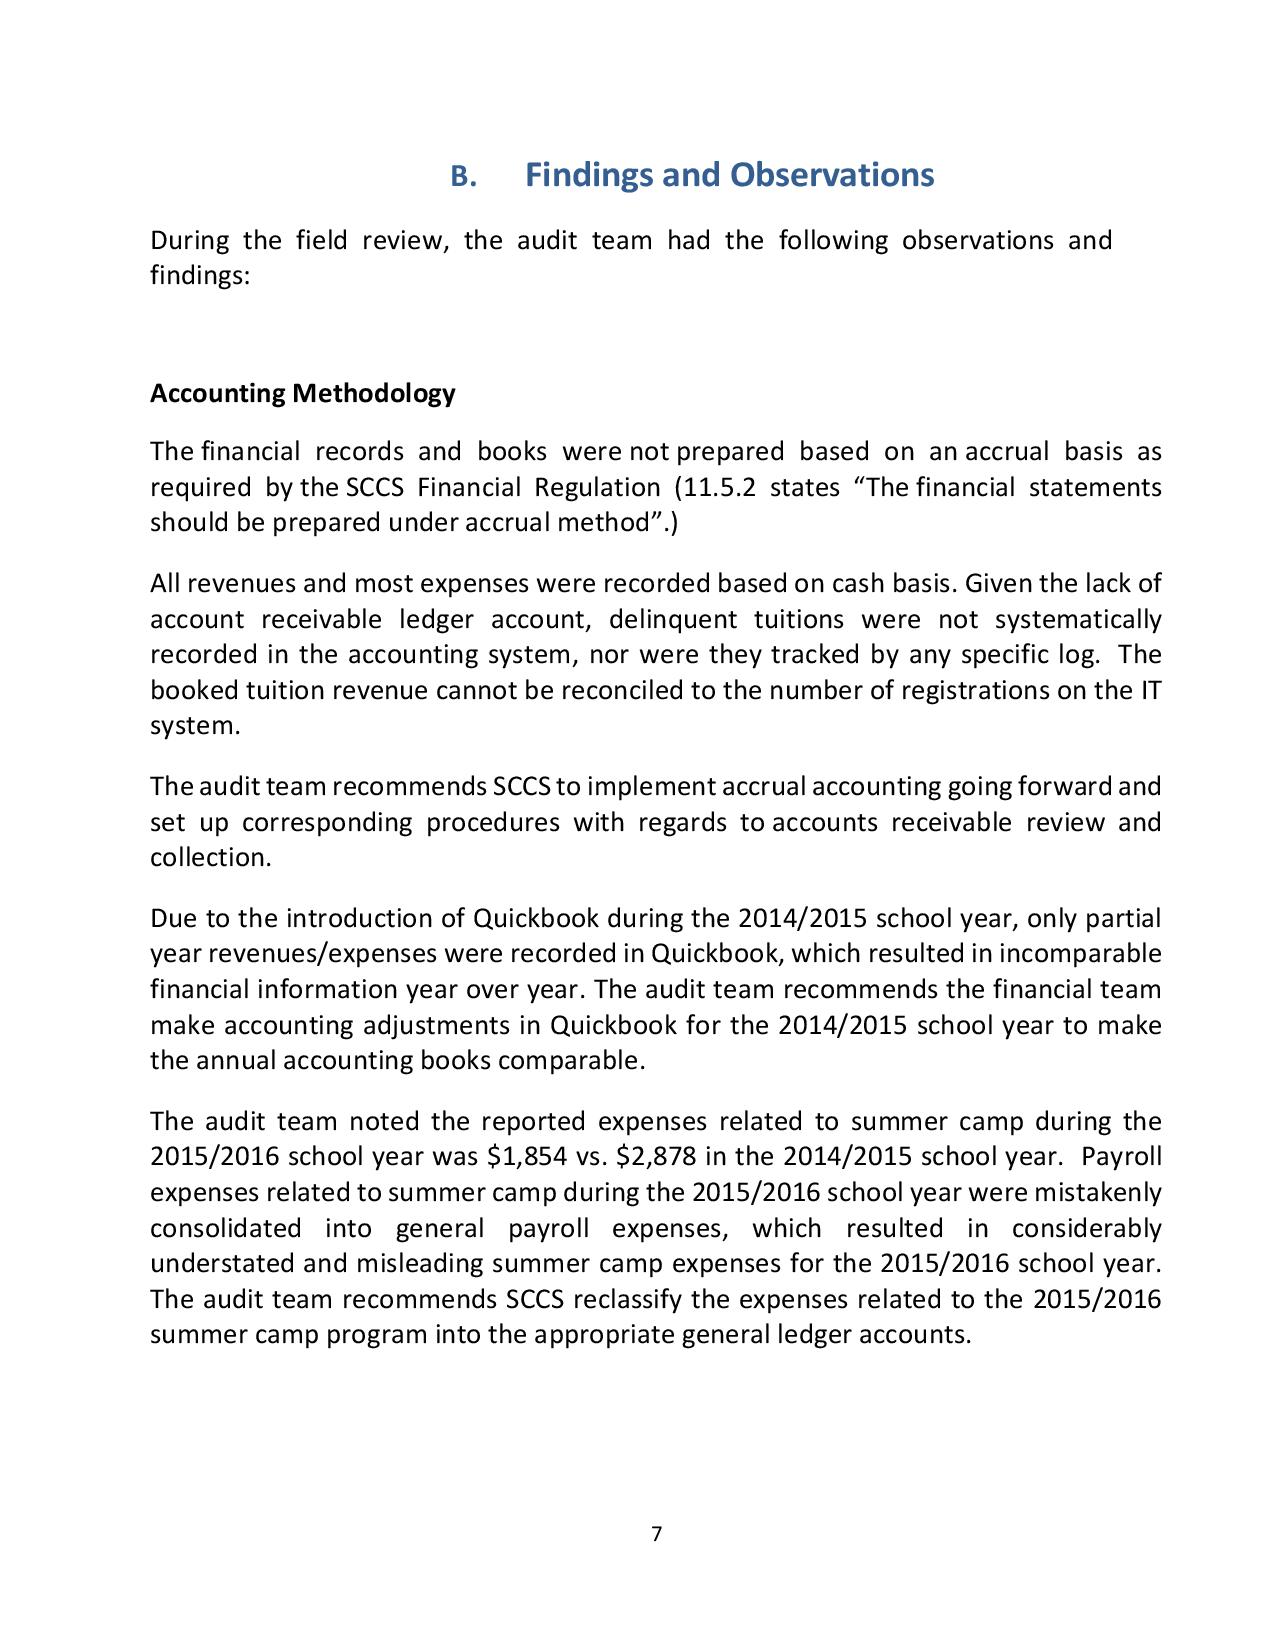 B. Findings and Observations
During the field review, the audit team had the following observations and
findings:
Accounting Methodology
The financial records and books were not prepared based on an accrual basis as
required by the SCCS Financial Regulation (11.5.2 states “The financial statements
should be prepared under accrual method”.)
All revenues and most expenses were recorded based on cash basis. Given the lack of
account receivable ledger account, delinquent tuitions were not systematically
recorded in the accounting system, nor were they tracked by any specific log.  The
booked tuition revenue cannot be reconciled to the number of registrations on the IT
system.
The audit team recommends SCCS to implement accrual accounting going forward and
set up corresponding procedures with regards to accounts receivable review and
collection.
Due to the introduction of Quickbook during the 2014/2015 school year, only partial
year revenues/expenses were recorded in Quickbook, which resulted in incomparable
financial information year over year. The audit team recommends the financial team
make accounting adjustments in Quickbook for the 2014/2015 school year to make
the annual accounting books comparable.
The audit team noted the reported expenses related to summer camp during the
2015/2016 school year was $1,854 vs. $2,878 in the 2014/2015 school year.  Payroll
expenses related to summer camp during the 2015/2016 school year were mistakenly
consolidated into general payroll expenses, which resulted in considerably
understated and misleading summer camp expenses for the 2015/2016 school year.
The audit team recommends SCCS reclassify the expenses related to the 2015/2016
summer camp program into the appropriate general ledger accounts.
7